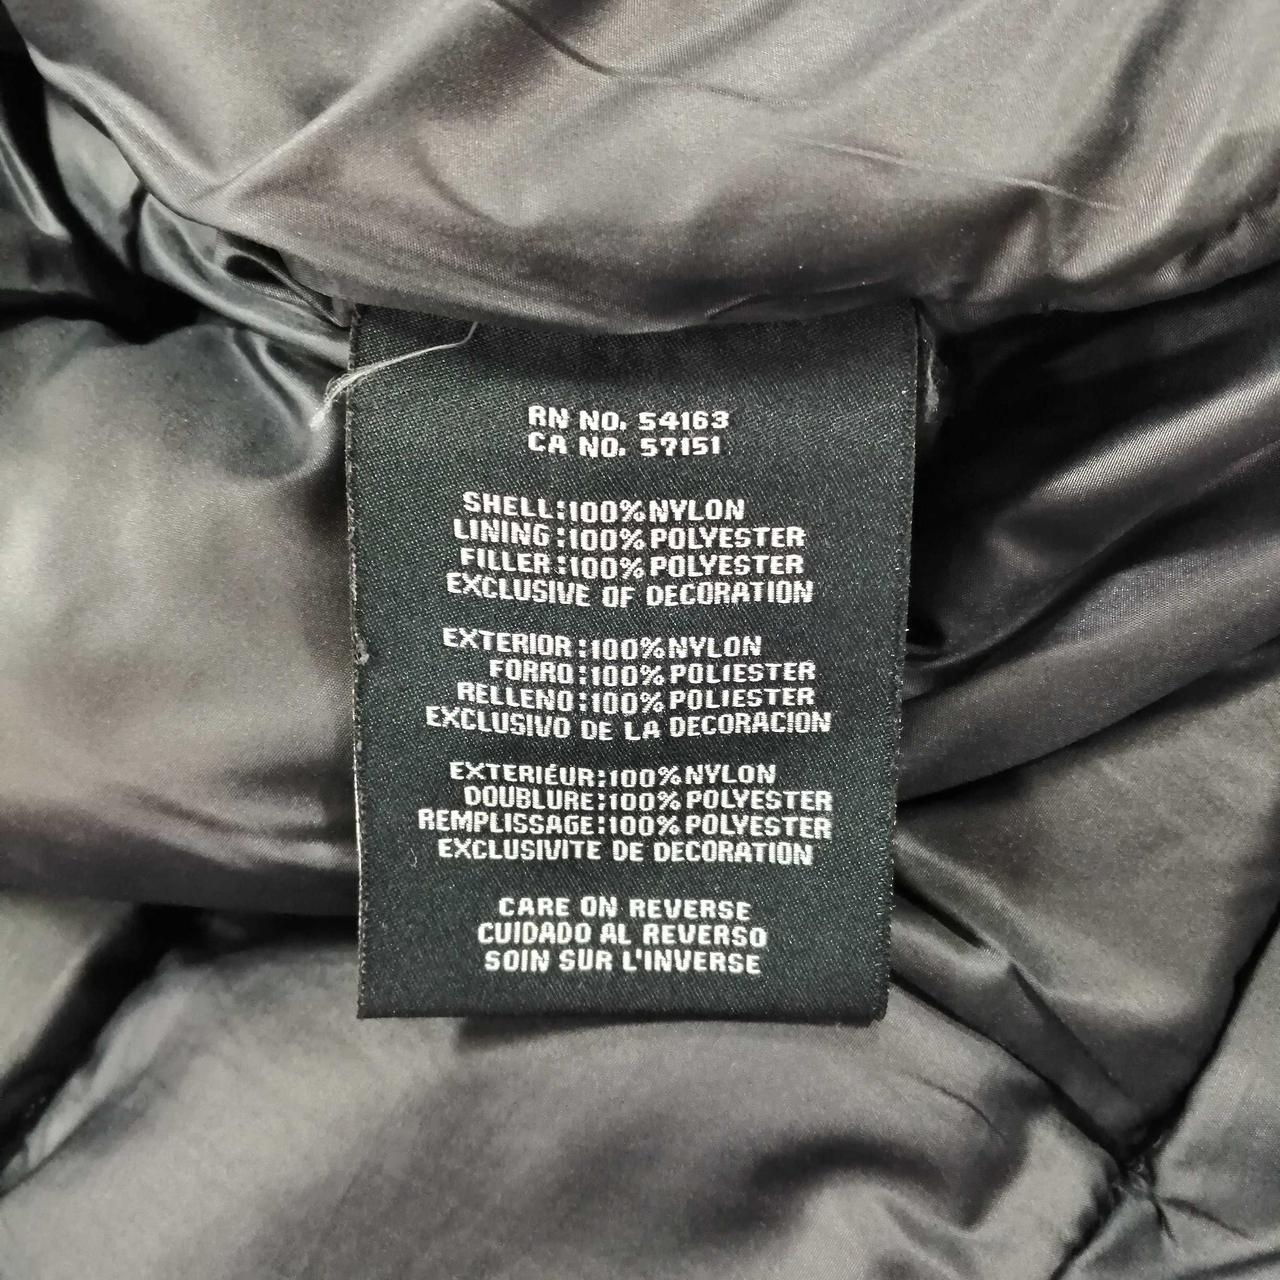 RN NO. 54163
CA NO. 57151
SHELL:100%NYLON
LINING:100%POLYESTER
FILLER:100%POLYESTER
EXCLUSIVE OF DECORATION
EXTERIOR:100%NYLON
FORRO:100%POLIESTER
RELLENO:100%POLIESTER
EXCLUSIVO DE LA DECORACION
EXTERIÉUR:100%NYLON
DOUBLURE:100%POLYESTER
REMPLISSAGE:100%POLYESTER
EXCLUSIVITE DE DECORATION
CARE ON REVERSE
CUIDADO AL REVERSO
SOIN SUR L'INVERSE